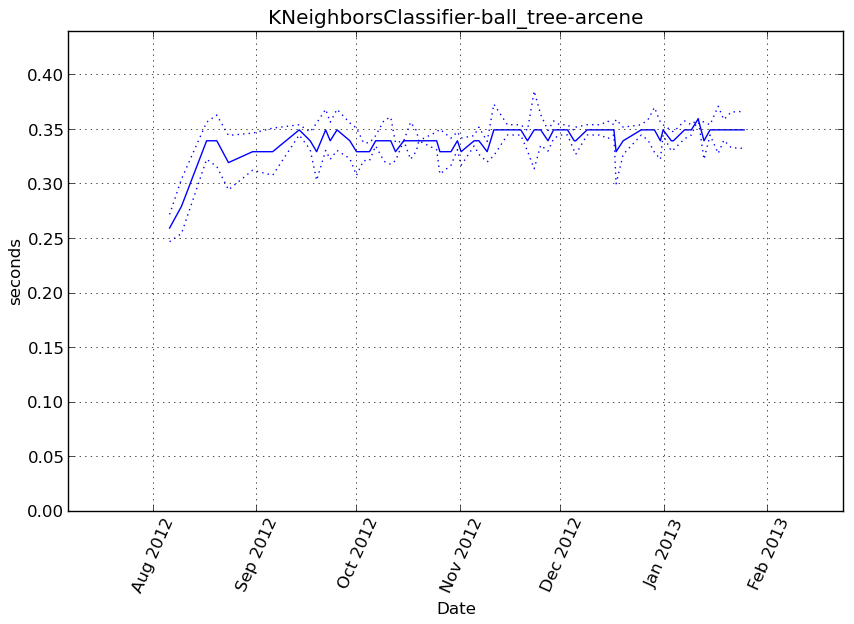 KNeighborsClassifier-ball_tree-arcene
seconds
0.40
0.35
0.30
0.25
0.20
0.15
0.10
0.05
0.00
Aug 2012
Sep 2012
Oct 2012
Nov 2012
Dec 2012
Jan 2013
Feb 2013
Date